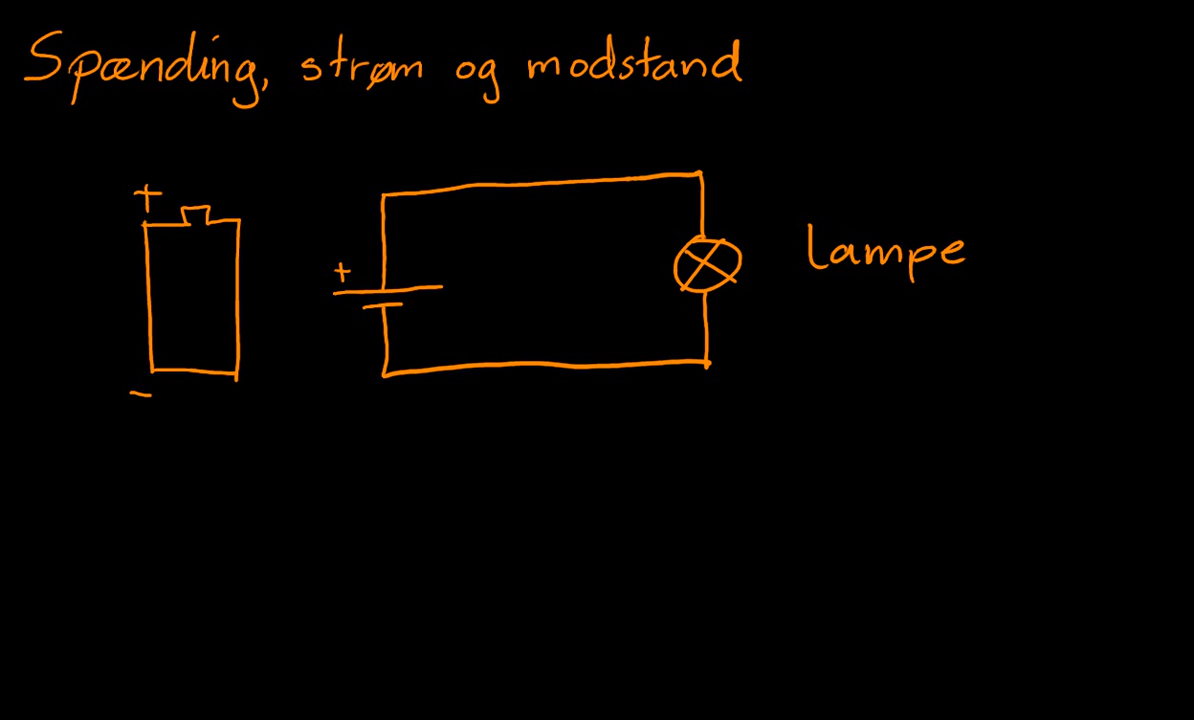 Spænding, strøm og modstand
+
+
lampe
-